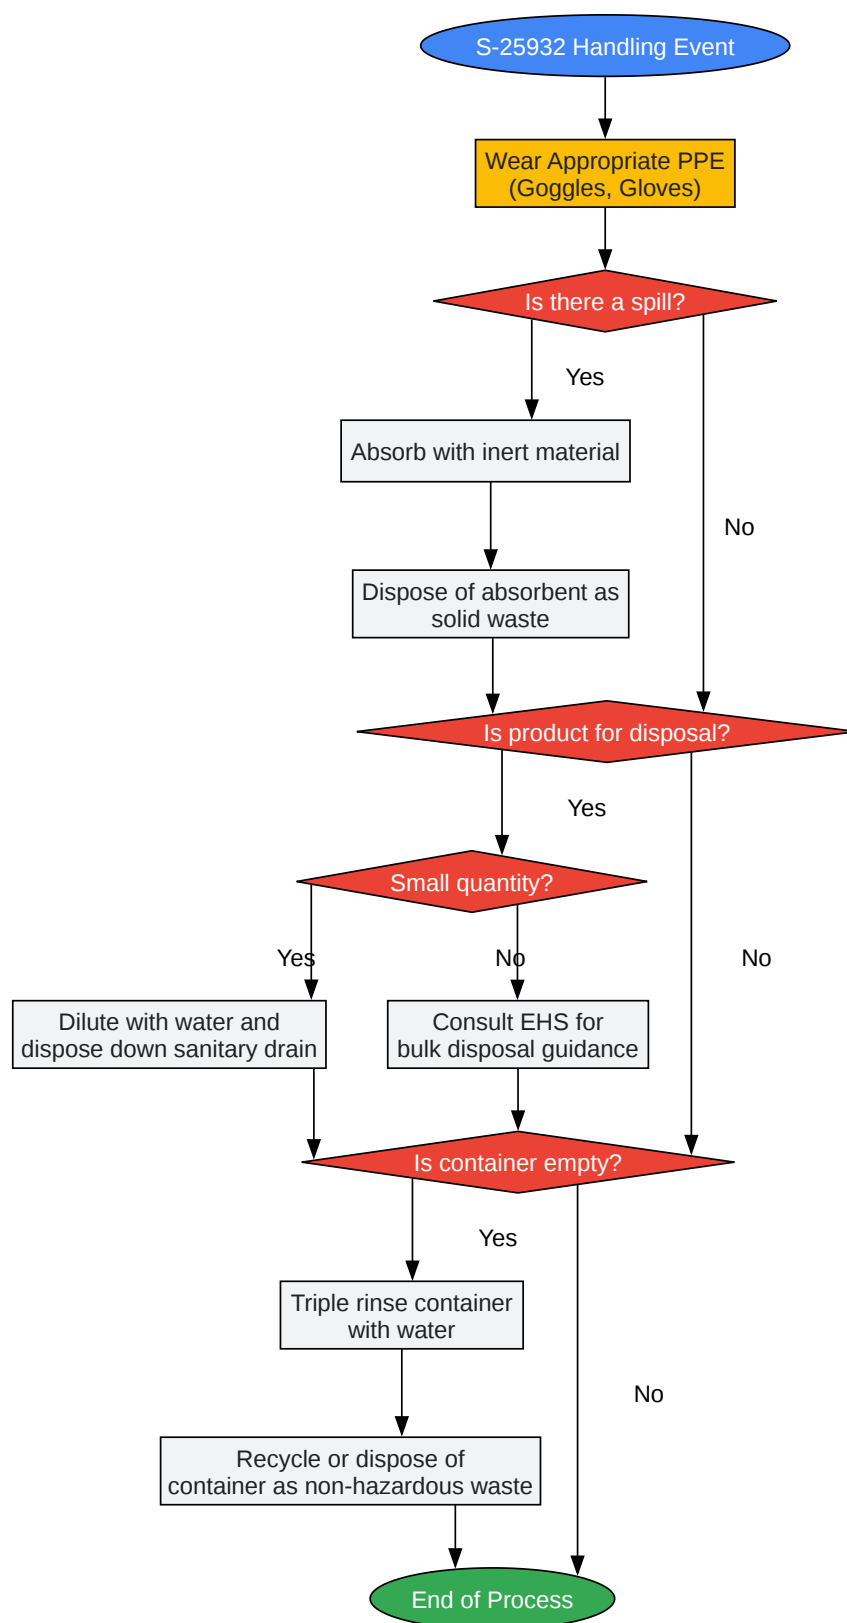 S-25932 Handling Event
Wear Appropriate PPE
(Goggles, Gloves)
Is there a spill?
Yes
Absorb with inert material
No
Dispose of absorbent as
solid waste
Is product for disposal?
Yes
Small quantity?
Yes
No
No
Dilute with water and
dispose down sanitary drain
Consult EHS for
bulk disposal guidance
Is container empty?
Yes
Triple rinse container
with water
No
Recycle or dispose of
container as non-hazardous waste
End of Process